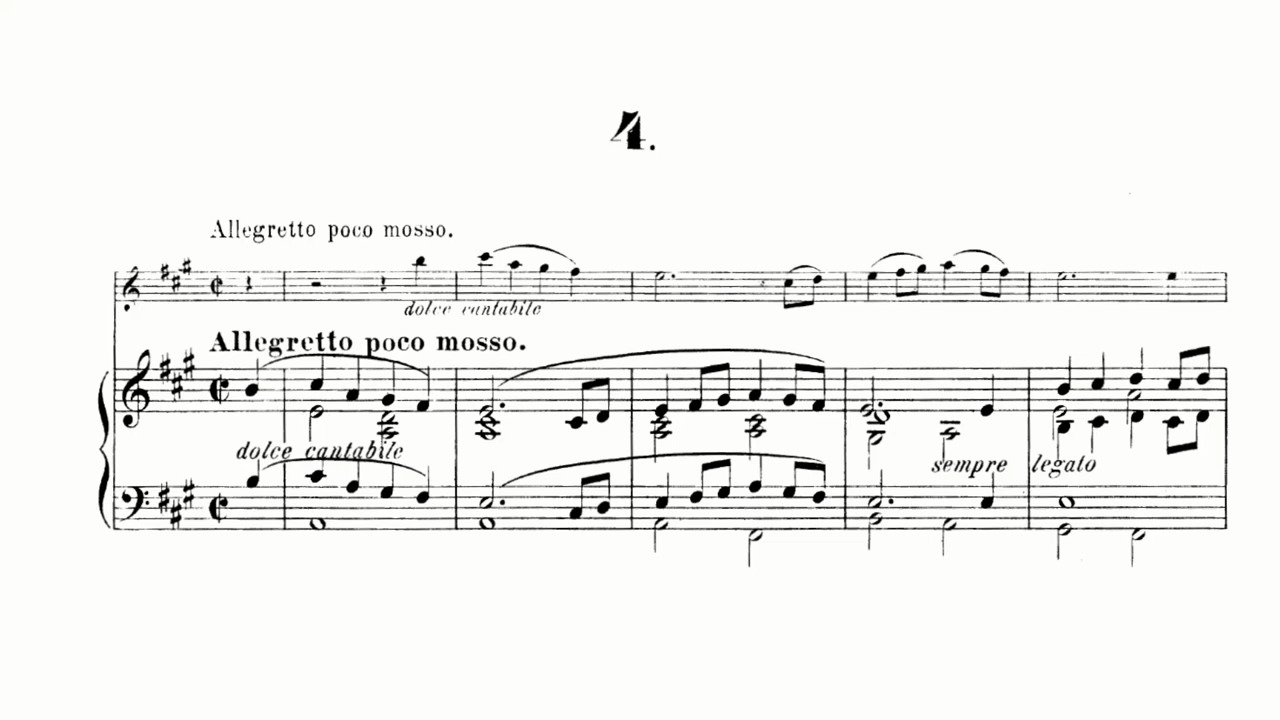 4.
Allegretto poco mosso.
dolce cantabile
Allegretto poco mosso.
dolce cantabile
sempre legato